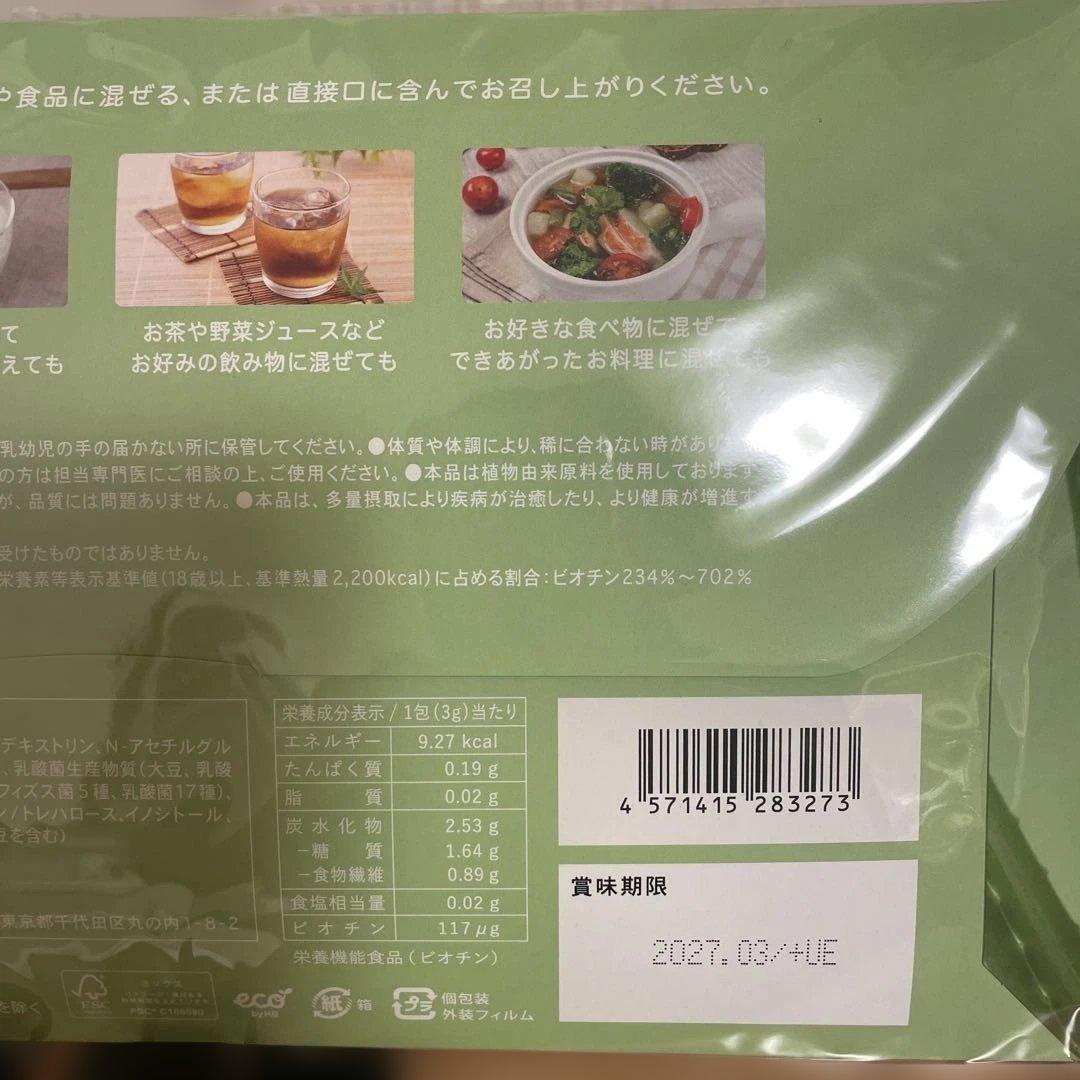 や食品に混ぜる、または直接口に含んでお召し上がりください。
て
えても
お茶や野菜ジュースなど
お好みの飲み物に混ぜても
お好きな食べ物に混ぜて
できあがったお料理に混ぜても
乳幼児の手の届かない所に保管してください。●体質や体調により、稀に合わない時があり
の方は担当専門医にご相談の上、ご使用ください。●本品は植物由来原料を使用しております
が、品質には問題ありません。●本品は、多量摂取により疾病が治癒したり、より健康が増進す
受けたものではありません。
栄養素等表示基準値(18歳以上、基準熱量2,200kcal)に占める割合:ビオチン234%~702%
デキストリン、N-アセチルグル
、乳酸菌生産物質(大豆、乳酸
フィズス菌5種、乳酸菌17種)、
ン/トレハロース、イノシトール、
豆を含む)
東京都千代田区丸の内1-8-2
を除く
栄養成分表示/1包(3g)当たり
エネルギー 9.27 kcal
たんぱく質 0.19 g
脂質 0.02 g
炭水化物 2.53 g
-糖質 1.64 g
-食物繊維 0.89 g
食塩相当量 0.02 g
ビオチン 117μg
栄養機能食品(ビオチン)
FSC
ミックス
eco
by HG
紙 箱
プラ 個包装
外装フィルム
4 571415 283273
賞味期限
2027.03/+UE